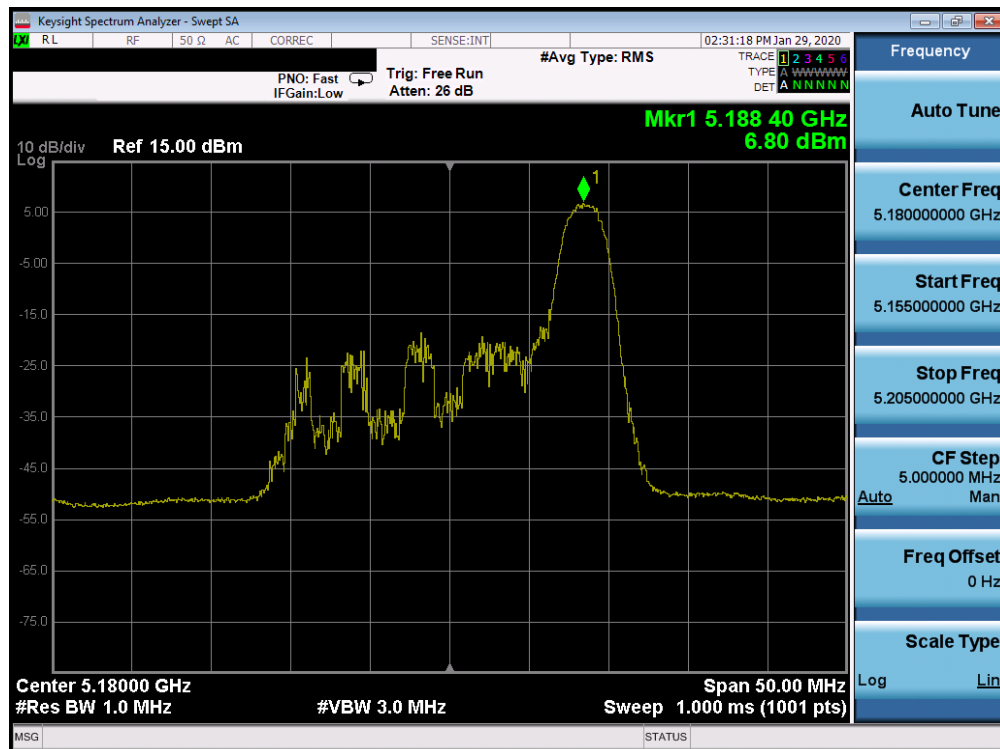 Keysight Spectrum Analyzer - Swept SA
LXI RL RF 50 Ω AC CORREC SENSE:INT 02:31:18 PM Jan 29, 2020
Frequency
#Avg Type: RMS
TRACE 1 2 3 4 5 6
PNO: Fast
Trig: Free Run
TYPE A WWWWW
IFGain:Low
Atten: 26 dB
DET A N N N N N
Auto Tune
Mkr1 5.188 40 GHz
6.80 dBm
10 dB/div Ref 15.00 dBm
Log
1
5.00
-5.00
-15.0
-25.0
-35.0
-45.0
-55.0
-65.0
-75.0
Center Freq
5.180000000 GHz
Start Freq
5.155000000 GHz
Stop Freq
5.205000000 GHz
CF Step
5.000000 MHz
Auto Man
Freq Offset
0 Hz
Scale Type
Log Lin
Center 5.18000 GHz Span 50.00 MHz
#Res BW 1.0 MHz #VBW 3.0 MHz Sweep 1.000 ms (1001 pts)
MSG STATUS